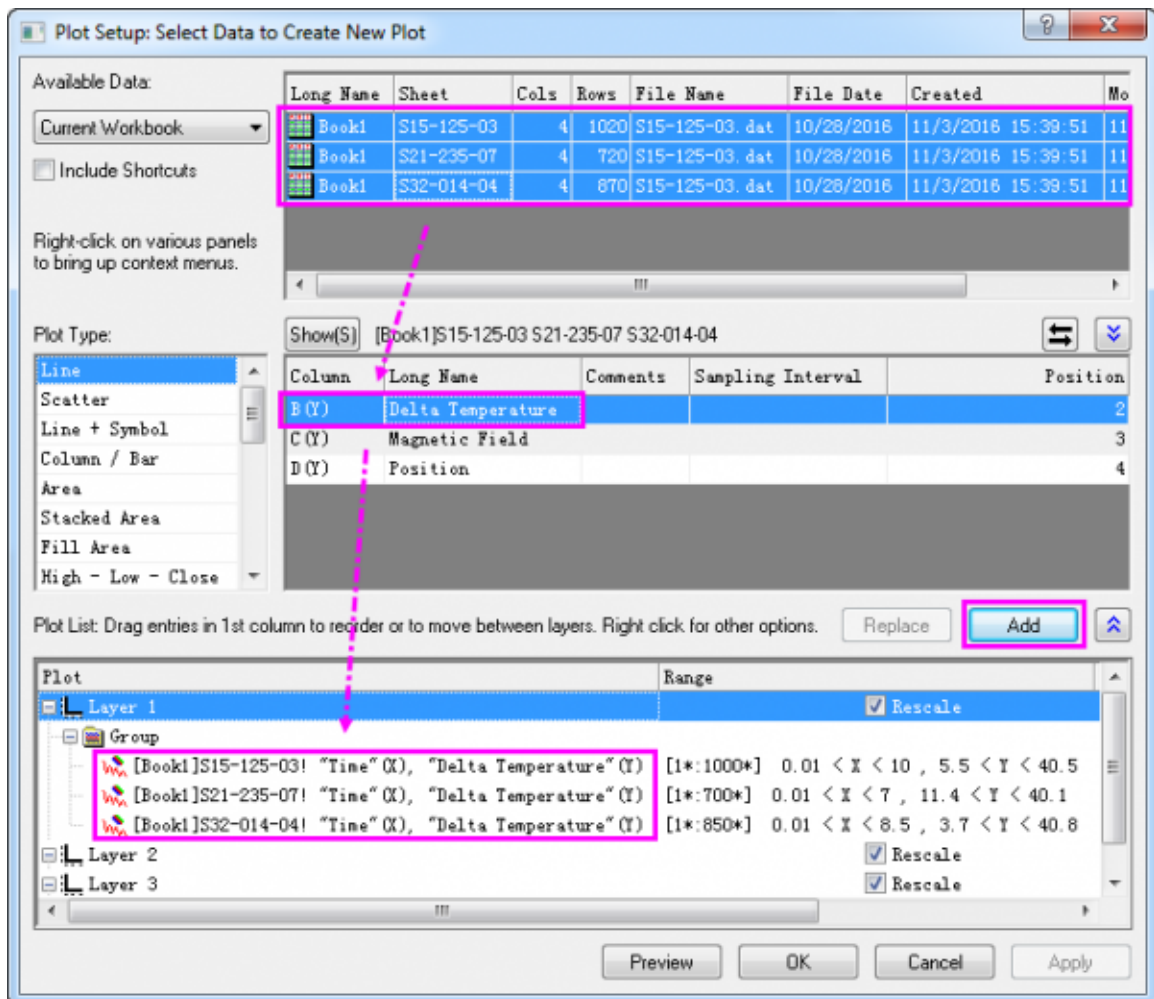 Plot Setup: Select Data to Create New Plot
Available Data:
Current Workbook
Include Shortcuts
Right-click on various panels
to bring up context menus.
Long Name Sheet Cols Rows File Name File Date Created Mo
Book1 S15-125-03 4 1020 S15-125-03.dat 10/28/2016 11/3/2016 15:39:51 11
Book1 S21-235-07 4 720 S15-125-03.dat 10/28/2016 11/3/2016 15:39:51 11
Book1 S32-014-04 4 870 S15-125-03.dat 10/28/2016 11/3/2016 15:39:51 11
Plot Type:
Line
Scatter
Line + Symbol
Column / Bar
Area
Stacked Area
Fill Area
High - Low - Close
Show(S) [Book1]S15-125-03 S21-235-07 S32-014-04
Column Long Name Comments Sampling Interval Position
B(Y) Delta Temperature 2
C(Y) Magnetic Field 3
D(Y) Position 4
Plot List: Drag entries in 1st column to reorder or to move between layers. Right click for other options.
Replace
Add
Plot Range
Layer 1 Rescale
Group
[Book1]S15-125-03! "Time"(X), "Delta Temperature"(Y) [1*:1000*] 0.01 < X < 10 , 5.5 < Y < 40.5
[Book1]S21-235-07! "Time"(X), "Delta Temperature"(Y) [1*:700*] 0.01 < X < 7 , 11.4 < Y < 40.1
[Book1]S32-014-04! "Time"(X), "Delta Temperature"(Y) [1*:850*] 0.01 < X < 8.5 , 3.7 < Y < 40.8
Layer 2 Rescale
Layer 3 Rescale
Preview
OK
Cancel
Apply